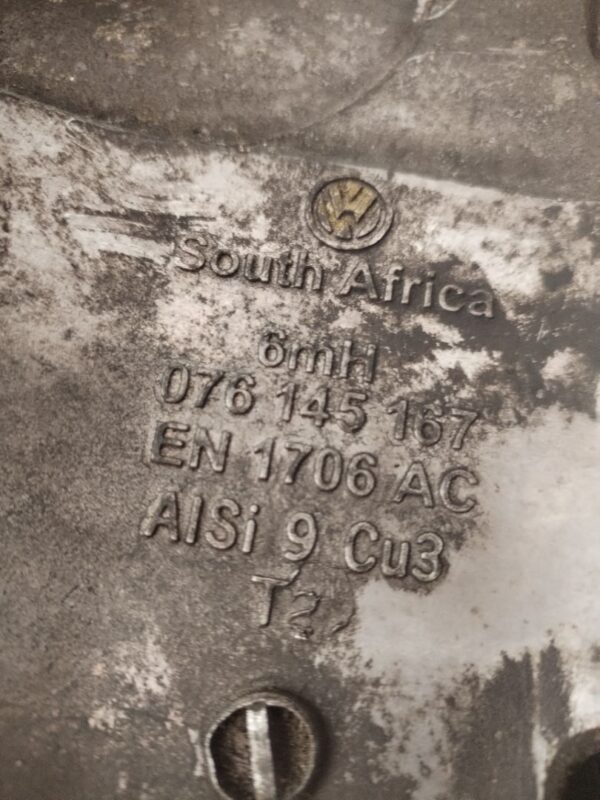 South Africa
6mH
076 145 167
EN 1706 AC
AlSi 9 Cu3